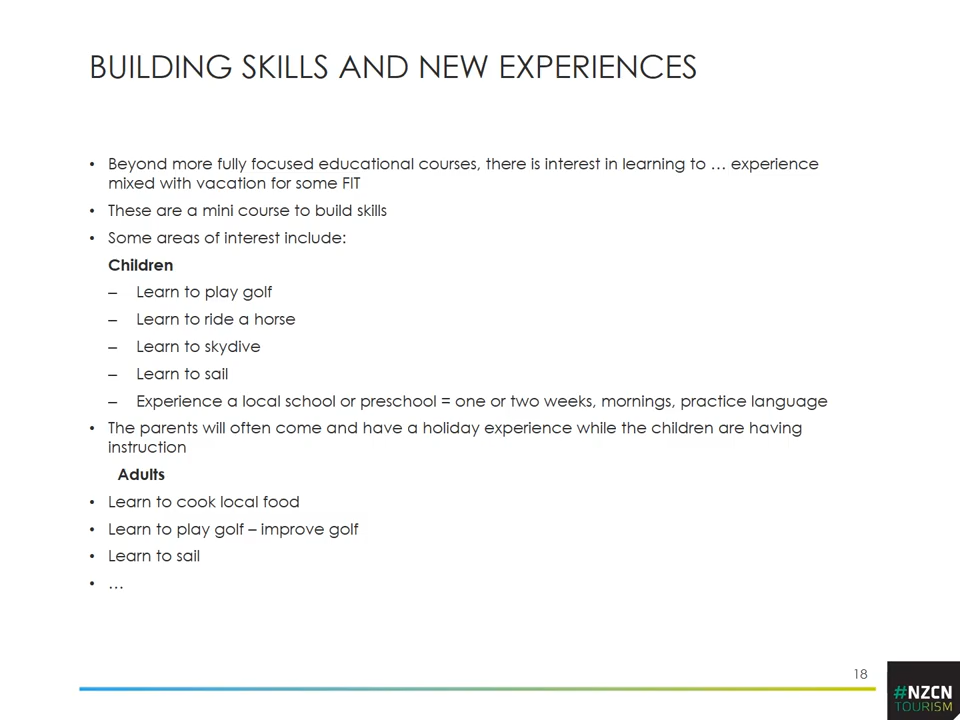 BUILDING SKILLS AND NEW EXPERIENCES
• Beyond more fully focused educational courses, there is interest in learning to … experience
mixed with vacation for some FIT
• These are a mini course to build skills
• Some areas of interest include:
Children
– Learn to play golf
– Learn to ride a horse
– Learn to skydive
– Learn to sail
– Experience a local school or preschool = one or two weeks, mornings, practice language
• The parents will often come and have a holiday experience while the children are having
instruction
Adults
• Learn to cook local food
• Learn to play golf – improve golf
• Learn to sail
• …
18
#NZCN
TOURISM